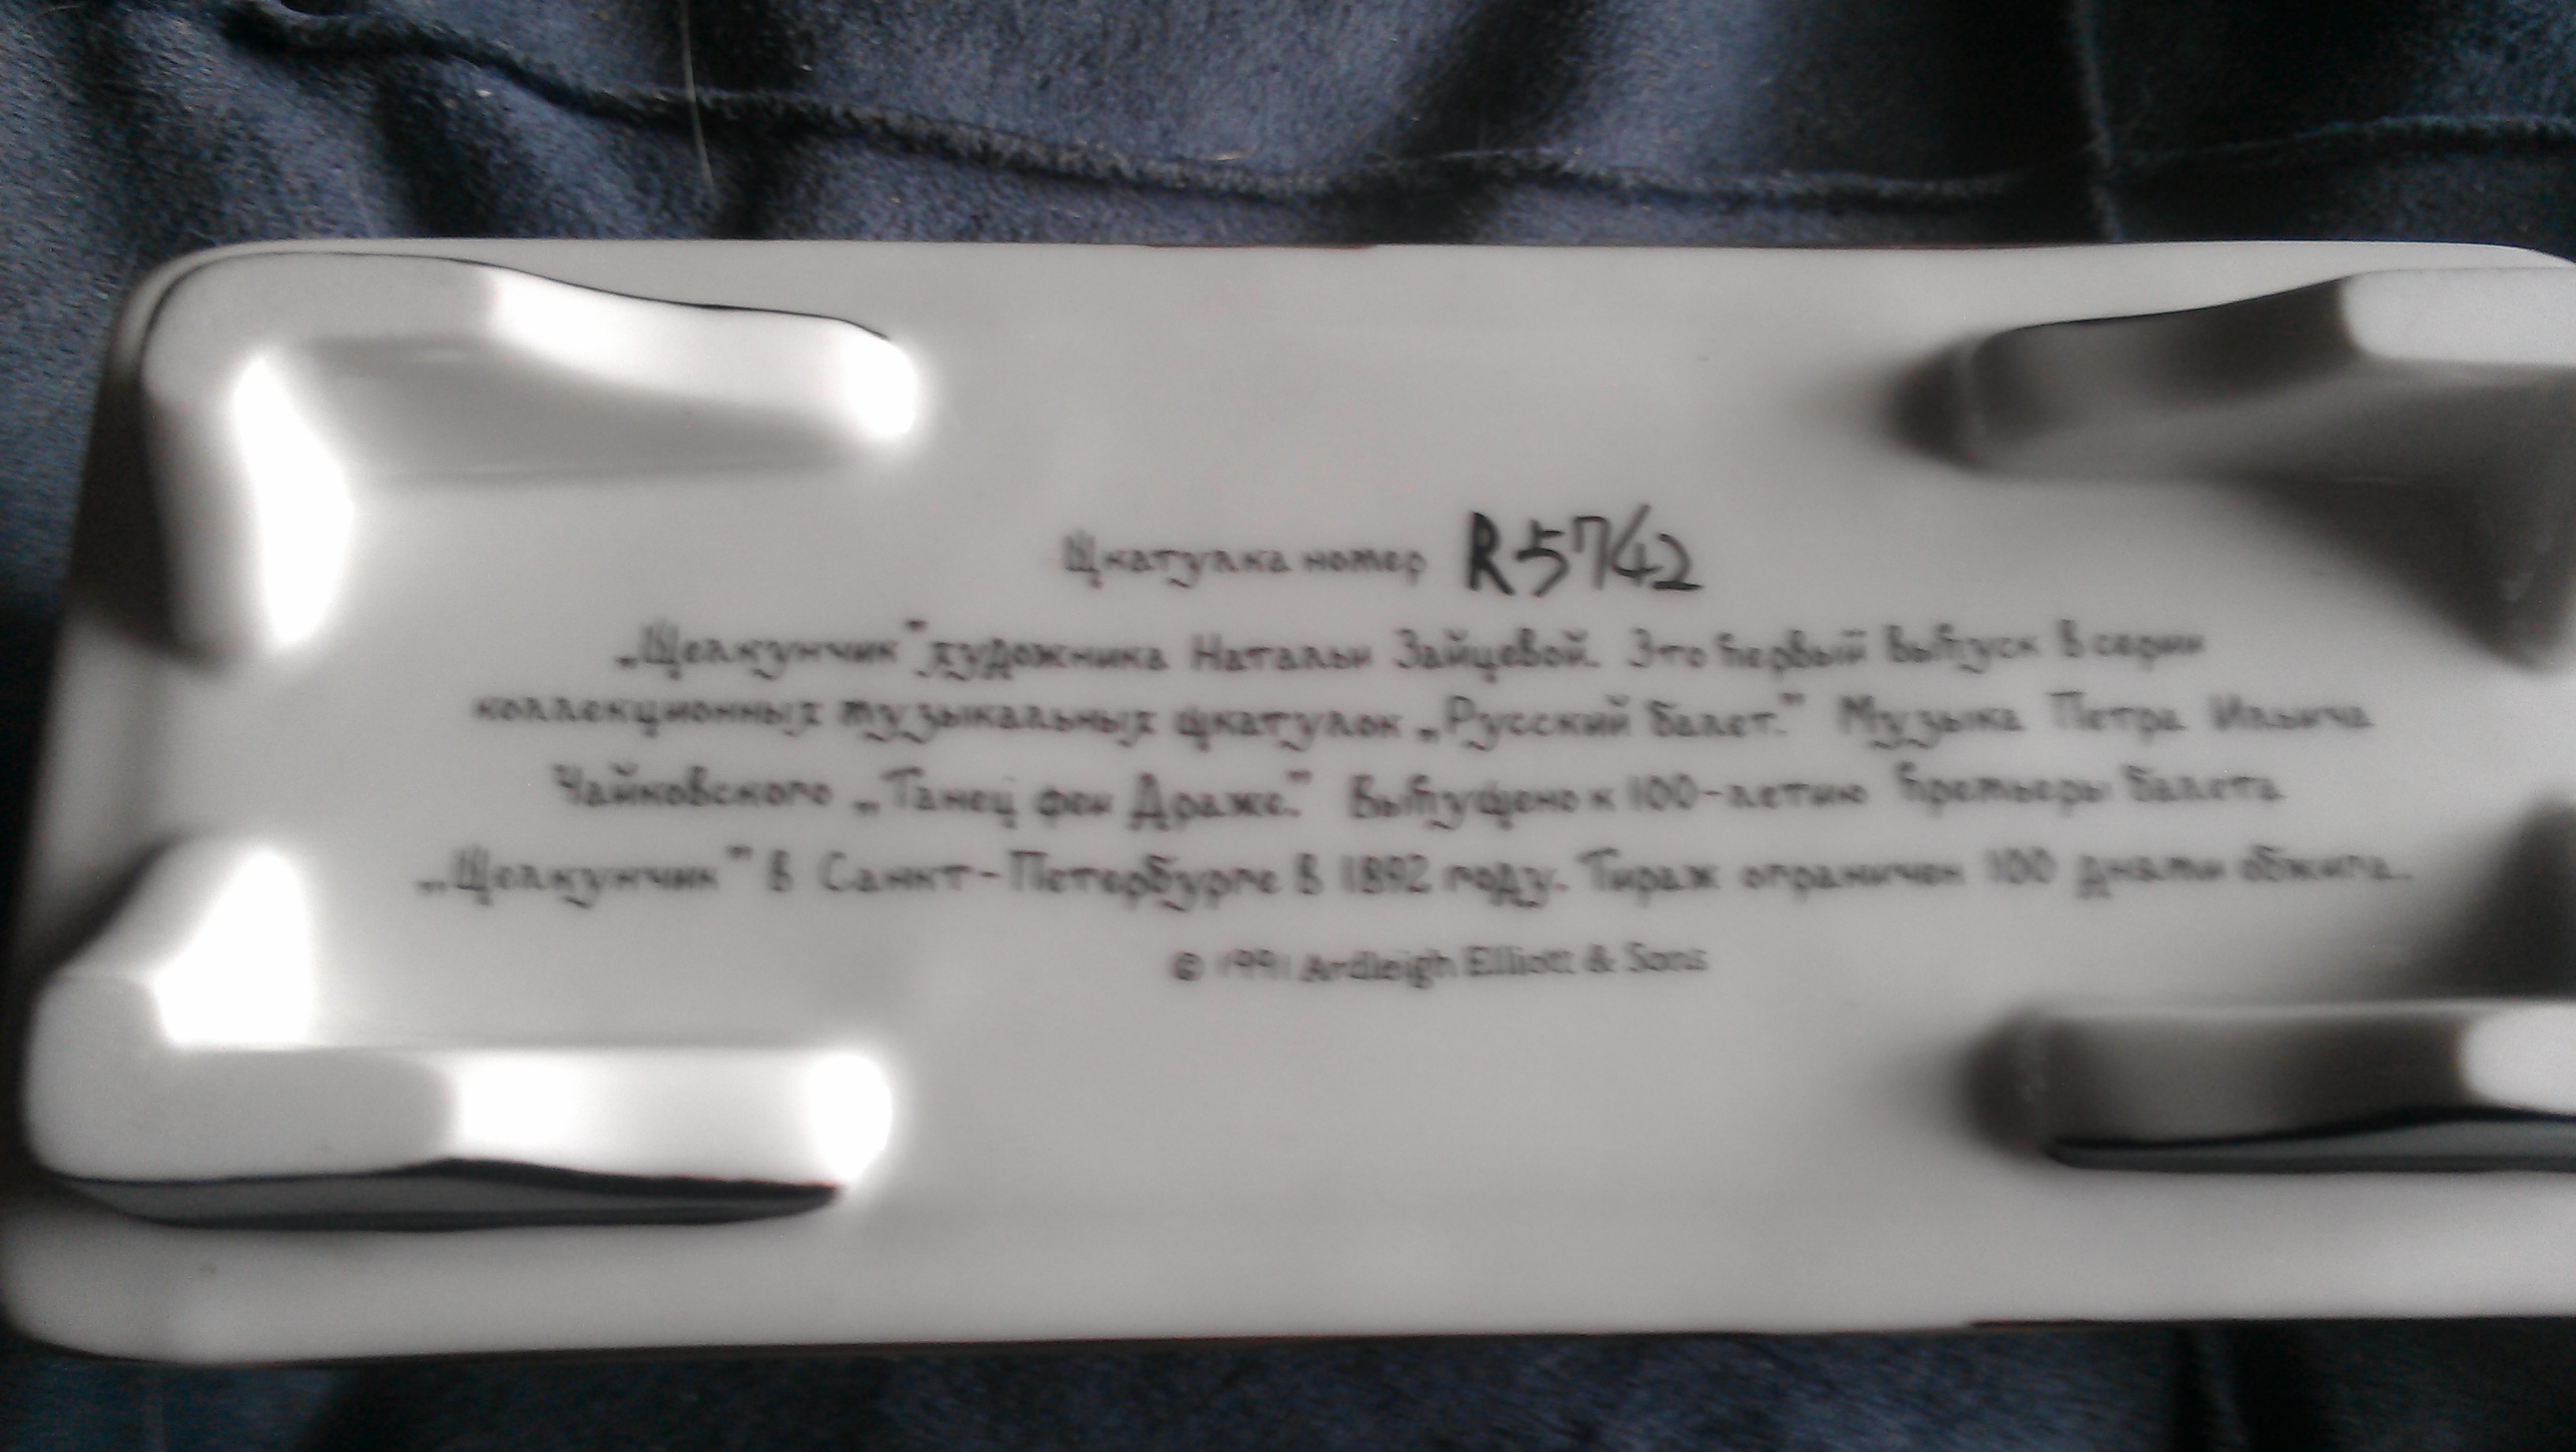 Шкатулка номер R5742
„Щелкунчик" художника Натальи Зайцевой. Это первый выпуск в серии
коллекционных музыкальных шкатулок „Русский балет." Музыка Петра Ильича
Чайковского „Танец феи Драже." Выпущено к 100-летию премьеры балета
„Щелкунчик" в Санкт-Петербурге в 1892 году. Тираж ограничен 100 днями обжига.
© 1991 Ardleigh Elliott & Sons